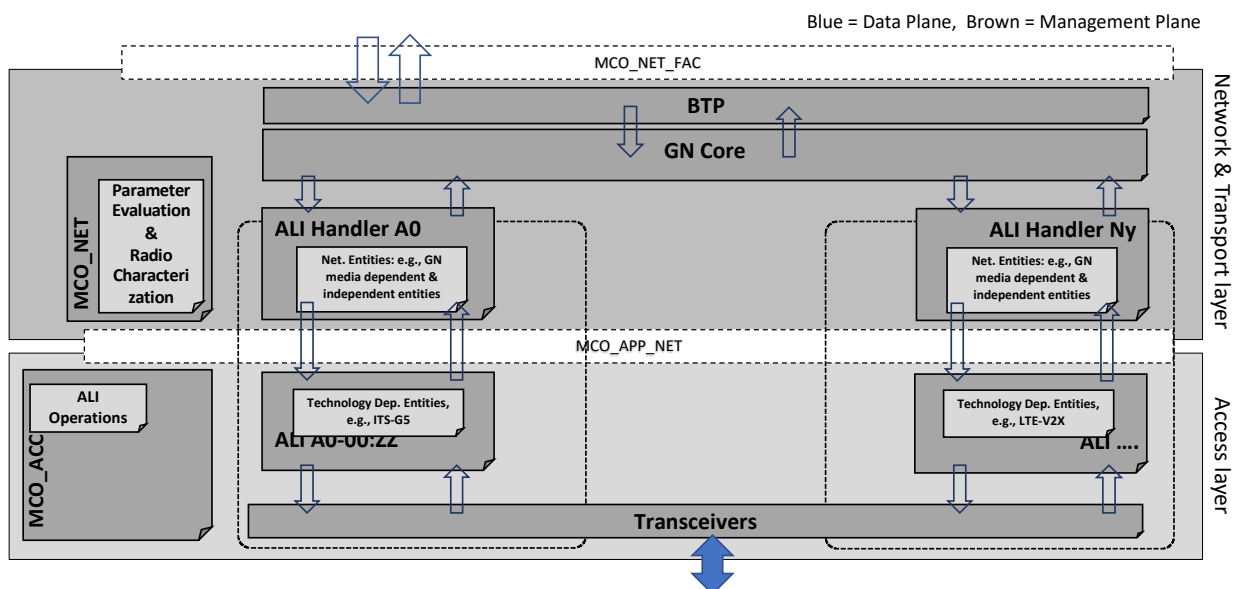 Blue = Data Plane, Brown = Management Plane
MCO_NET_FAC
BTP
GN Core
Network & Transport layer
MCO_NET
Parameter
Evaluation
&
Radio
Characteri
zation
ALI Handler A0
Net. Entities: e.g., GN
media dependent &
independent entities
ALI Handler Ny
Net. Entities: e.g., GN
media dependent &
independent entities
MCO_APP_NET
Access layer
MCO_ACC
ALI
Operations
Technology Dep. Entities,
e.g., ITS-G5
ALI A0-00:ZZ
Technology Dep. Entities,
e.g., LTE-V2X
ALI ....
Transceivers